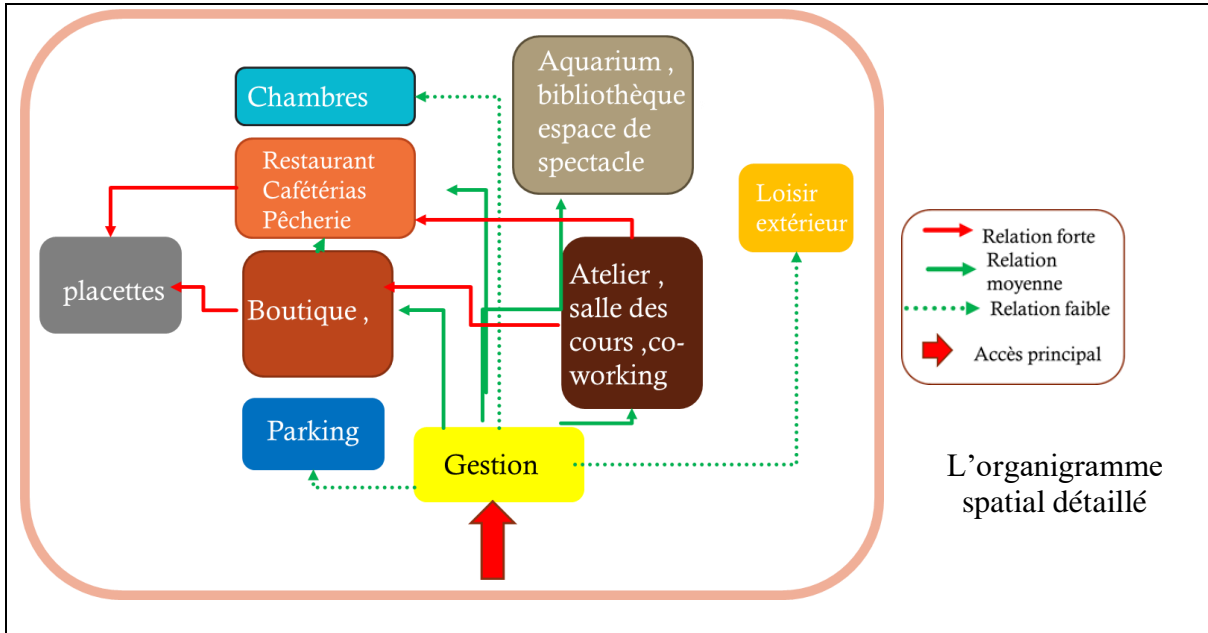 Aquarium ,
bibliothèque
espace de
spectacle
Chambres
Restaurant
Cafétérias
Pêcherie
Loisir
extérieur
placettes
Boutique ,
Atelier ,
salle des
cours ,co-
working
Parking
Gestion
Relation forte
Relation
moyenne
Relation faible
Accès principal
L’organigramme
spatial détaillé